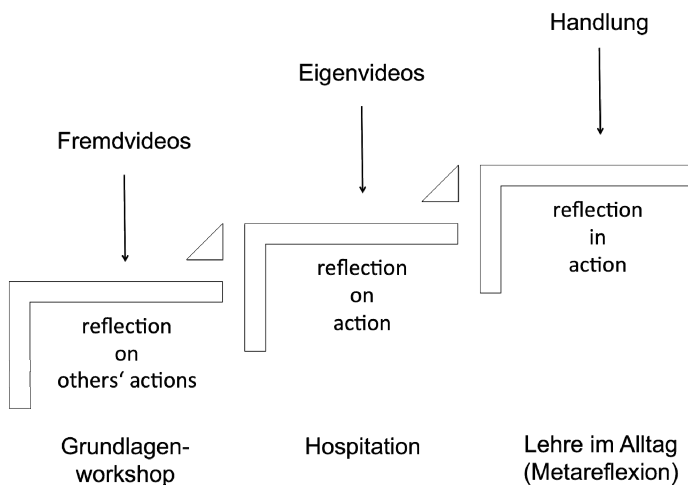 Fremdvideos
reflection
on
others‘ actions
Grundlagen-
workshop
Eigenvideos
reflection
on
action
Hospitation
Handlung
reflection
in
action
Lehre im Alltag
(Metareflexion)